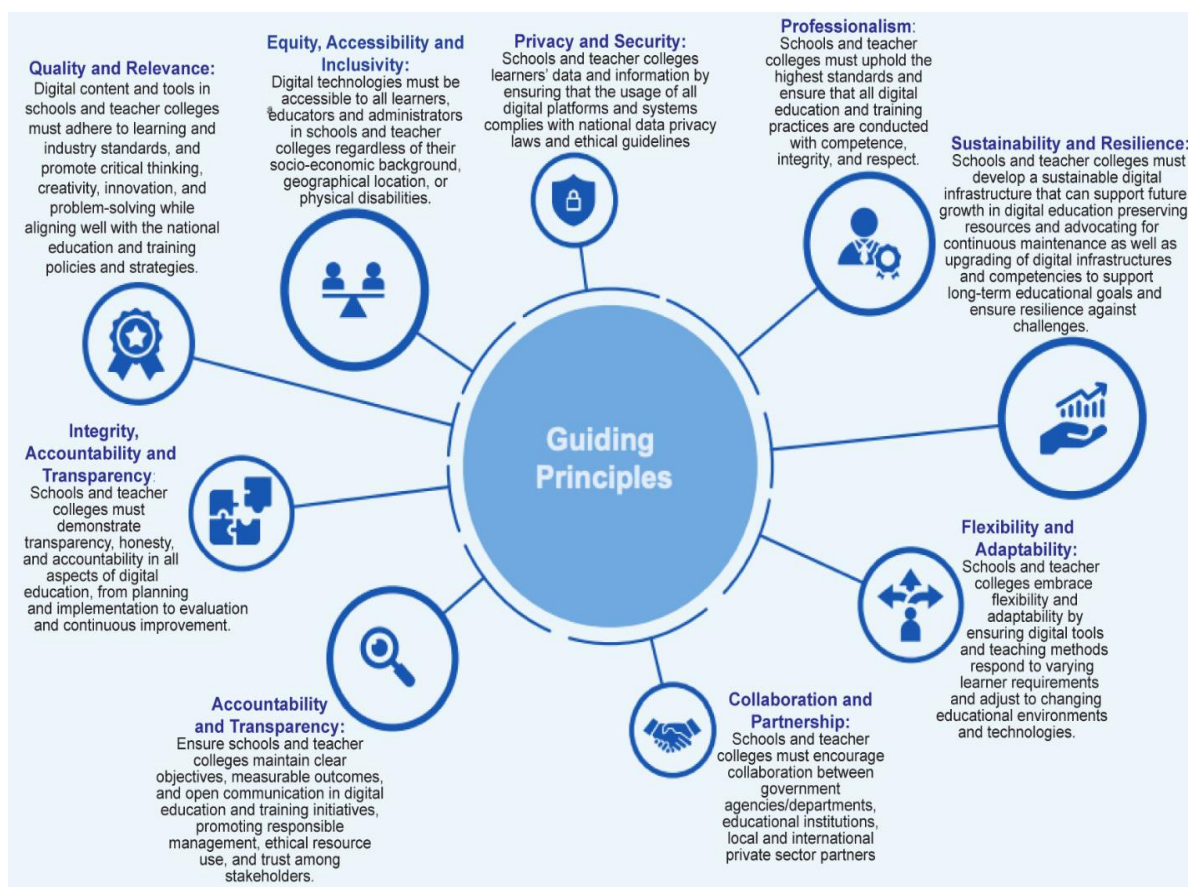 Quality and Relevance:
Digital content and tools in
schools and teacher colleges
must adhere to learning and
industry standards, and
promote critical thinking,
creativity, innovation, and
problem-solving while
aligning well with the national
education and training
policies and strategies.
Equity, Accessibility and
Inclusivity:
Digital technologies must be
accessible to all learners,
educators and administrators
in schools and teacher
colleges regardless of their
socio-economic background,
geographical location, or
physical disabilities.
Privacy and Security:
Schools and teacher colleges
learners' data and information by
ensuring that the usage of all
digital platforms and systems
complies with national data privacy
laws and ethical guidelines
Professionalism:
Schools and teacher
colleges must uphold the
highest standards and
ensure that all digital
education and training
practices are conducted
with competence,
integrity, and respect.
Sustainability and Resilience:
Schools and teacher colleges must
develop a sustainable digital
infrastructure that can support future
growth in digital education preserving
resources and advocating for
continuous maintenance as well as
upgrading of digital infrastructures
and competencies to support
long-term educational goals and
ensure resilience against
challenges.
Guiding
Principles
Integrity,
Accountability and
Transparency:
Schools and teacher
colleges must
demonstrate
transparency, honesty,
and accountability in all
aspects of digital
education, from planning
and implementation to evaluation
and continuous improvement.
Flexibility and
Adaptability:
Schools and teacher
colleges embrace
flexibility and
adaptability by
ensuring digital tools
and teaching methods
respond to varying
learner requirements
and adjust to changing
educational environments
and technologies.
Accountability
and Transparency:
Ensure schools and teacher
colleges maintain clear
objectives, measurable outcomes,
and open communication in digital
education and training initiatives,
promoting responsible
management, ethical resource
use, and trust among
stakeholders.
Collaboration and
Partnership:
Schools and teacher
colleges must encourage
collaboration between
government
agencies/departments,
educational institutions,
local and international
private sector partners